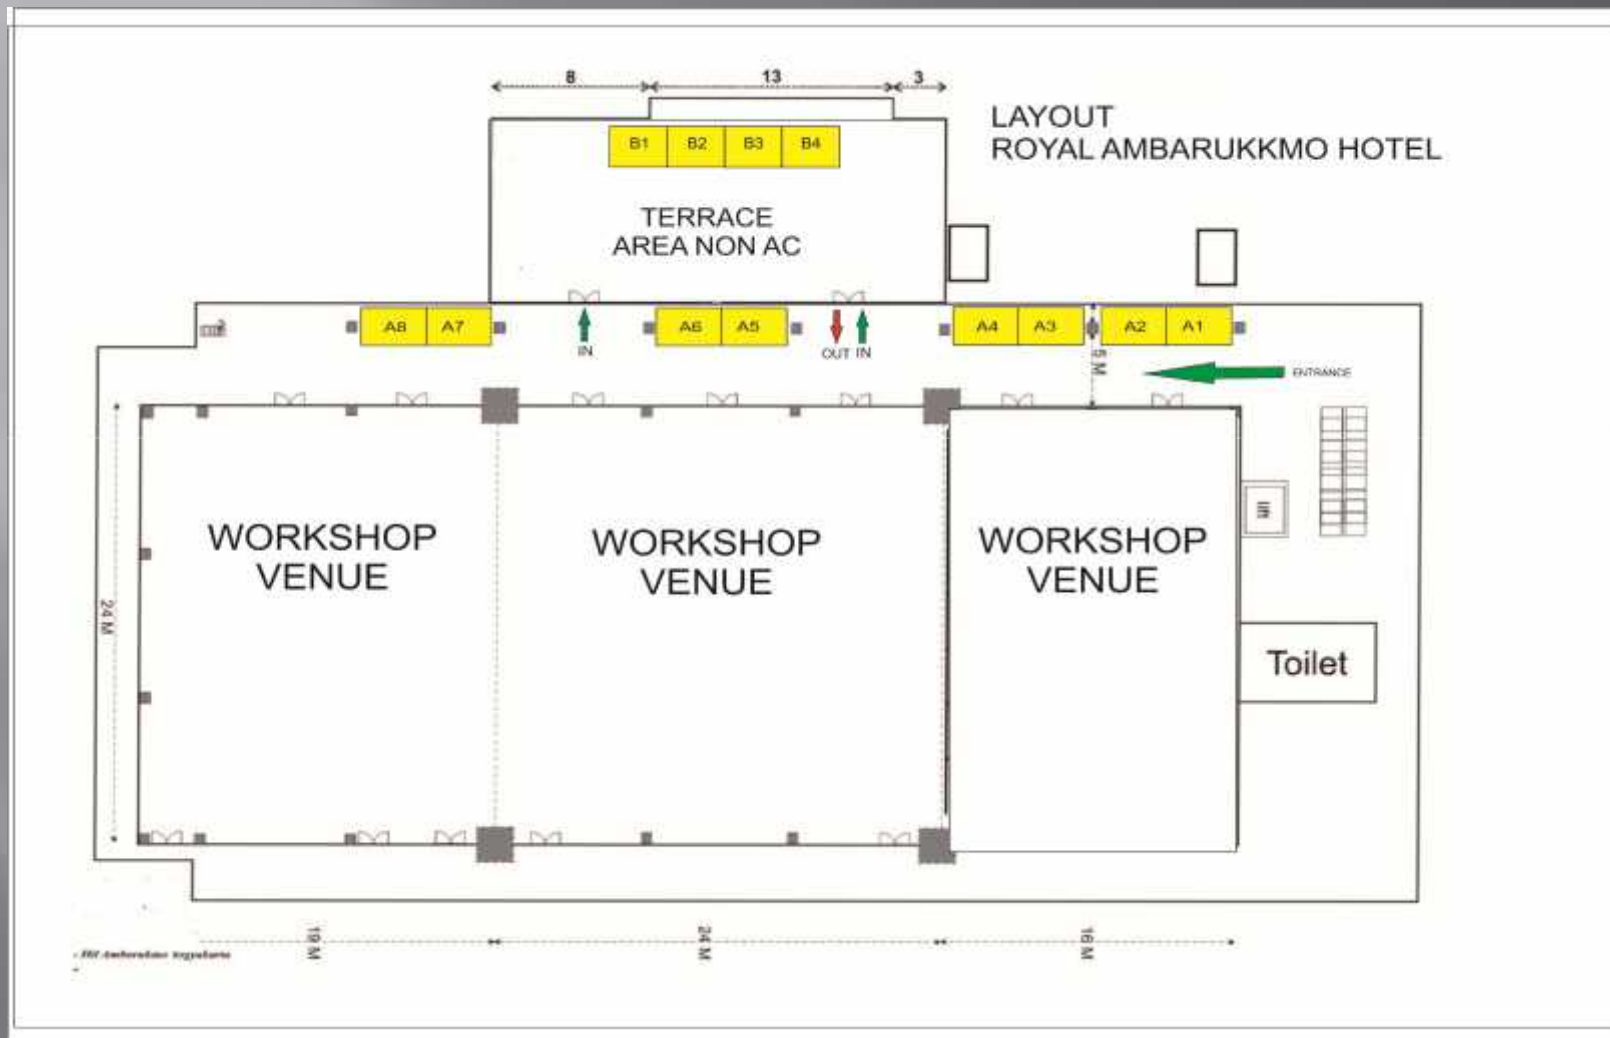 8 13 3
LAYOUT
ROYAL AMBARUKKMO HOTEL
B1 B2 B3 B4
TERRACE
AREA NON AC
A8 A7 A6 A5 A4 A3 A2 A1
IN OUT IN
5 M
ENTRANCE
WORKSHOP
VENUE
WORKSHOP
VENUE
WORKSHOP
VENUE
lift
24 M
Toilet
19 M 24 M 16 M